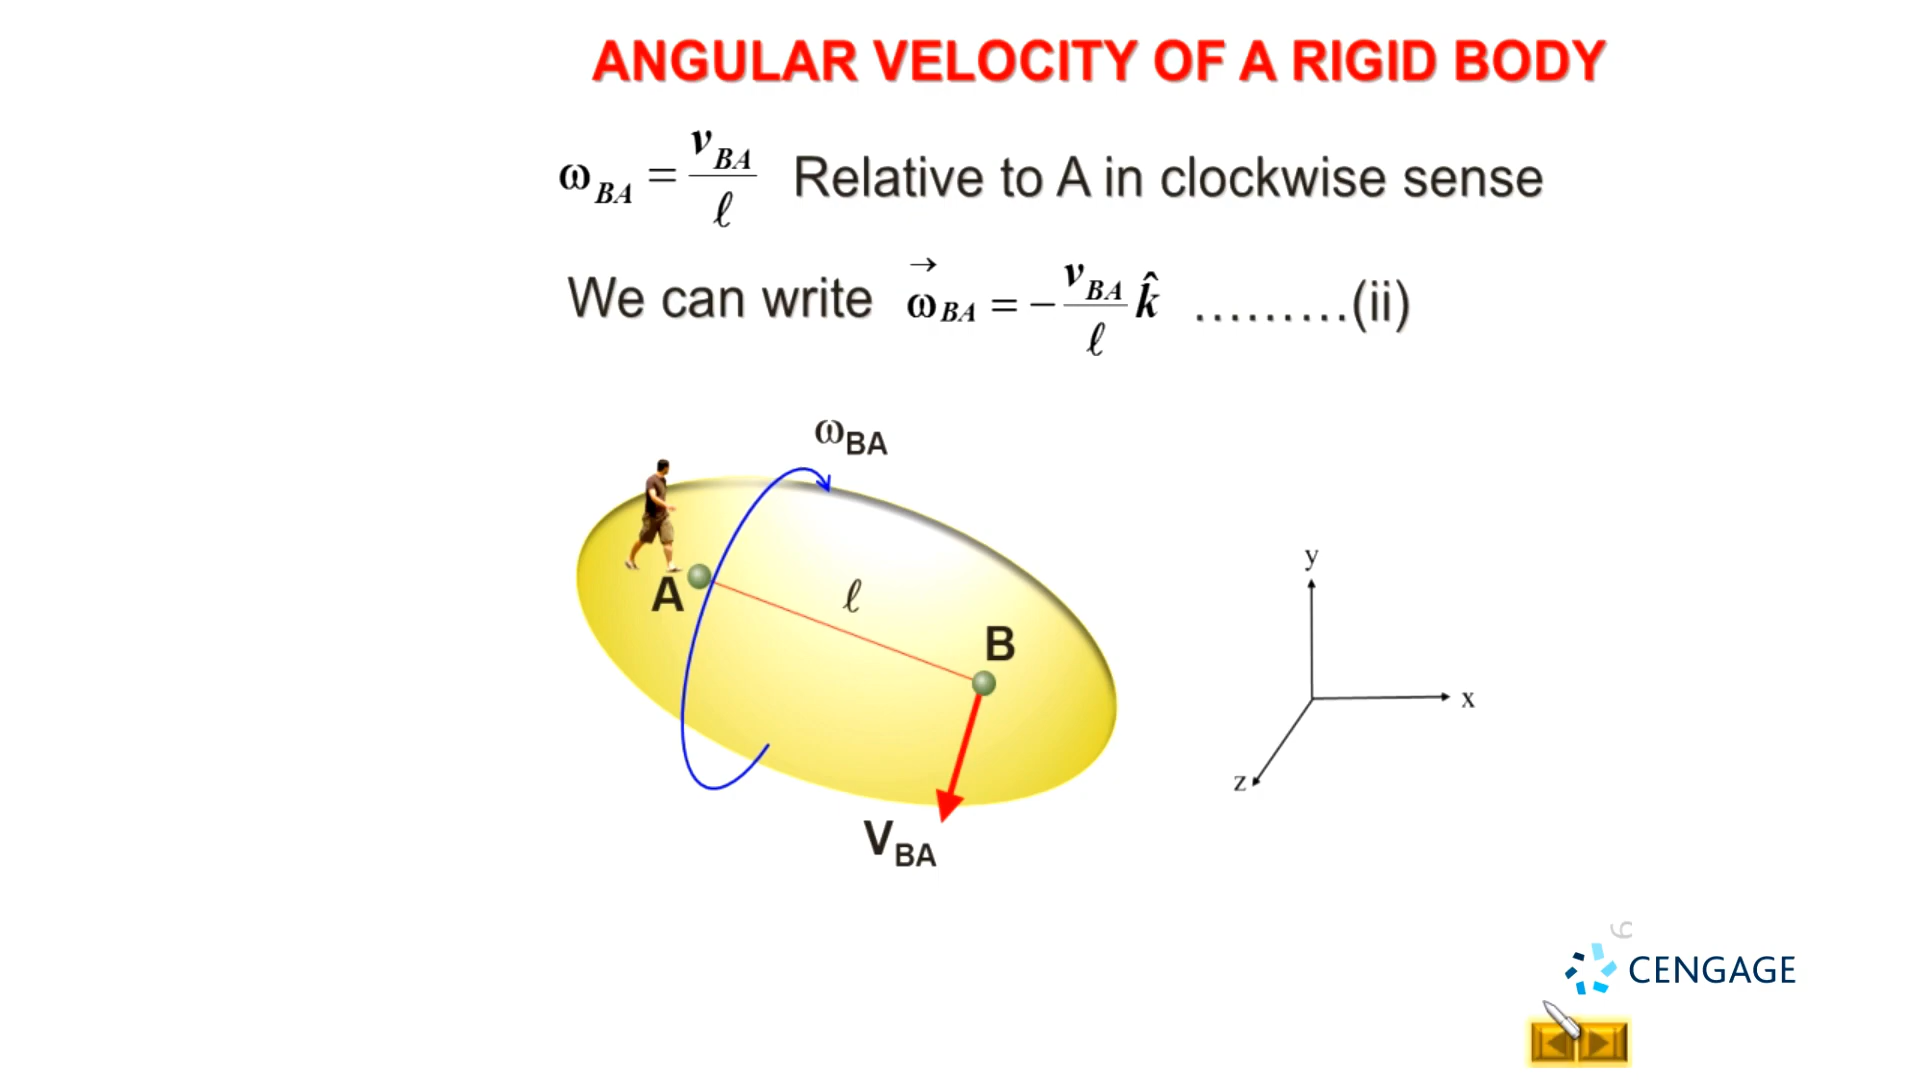 ANGULAR VELOCITY OF A RIGID BODY
ω_BA = v_BA / ℓ Relative to A in clockwise sense
We can write ω⃗_BA = − v_BA / ℓ k̂ .........(ii)
ω_BA
A
ℓ
B
V_BA
y
x
z
9
CENGAGE